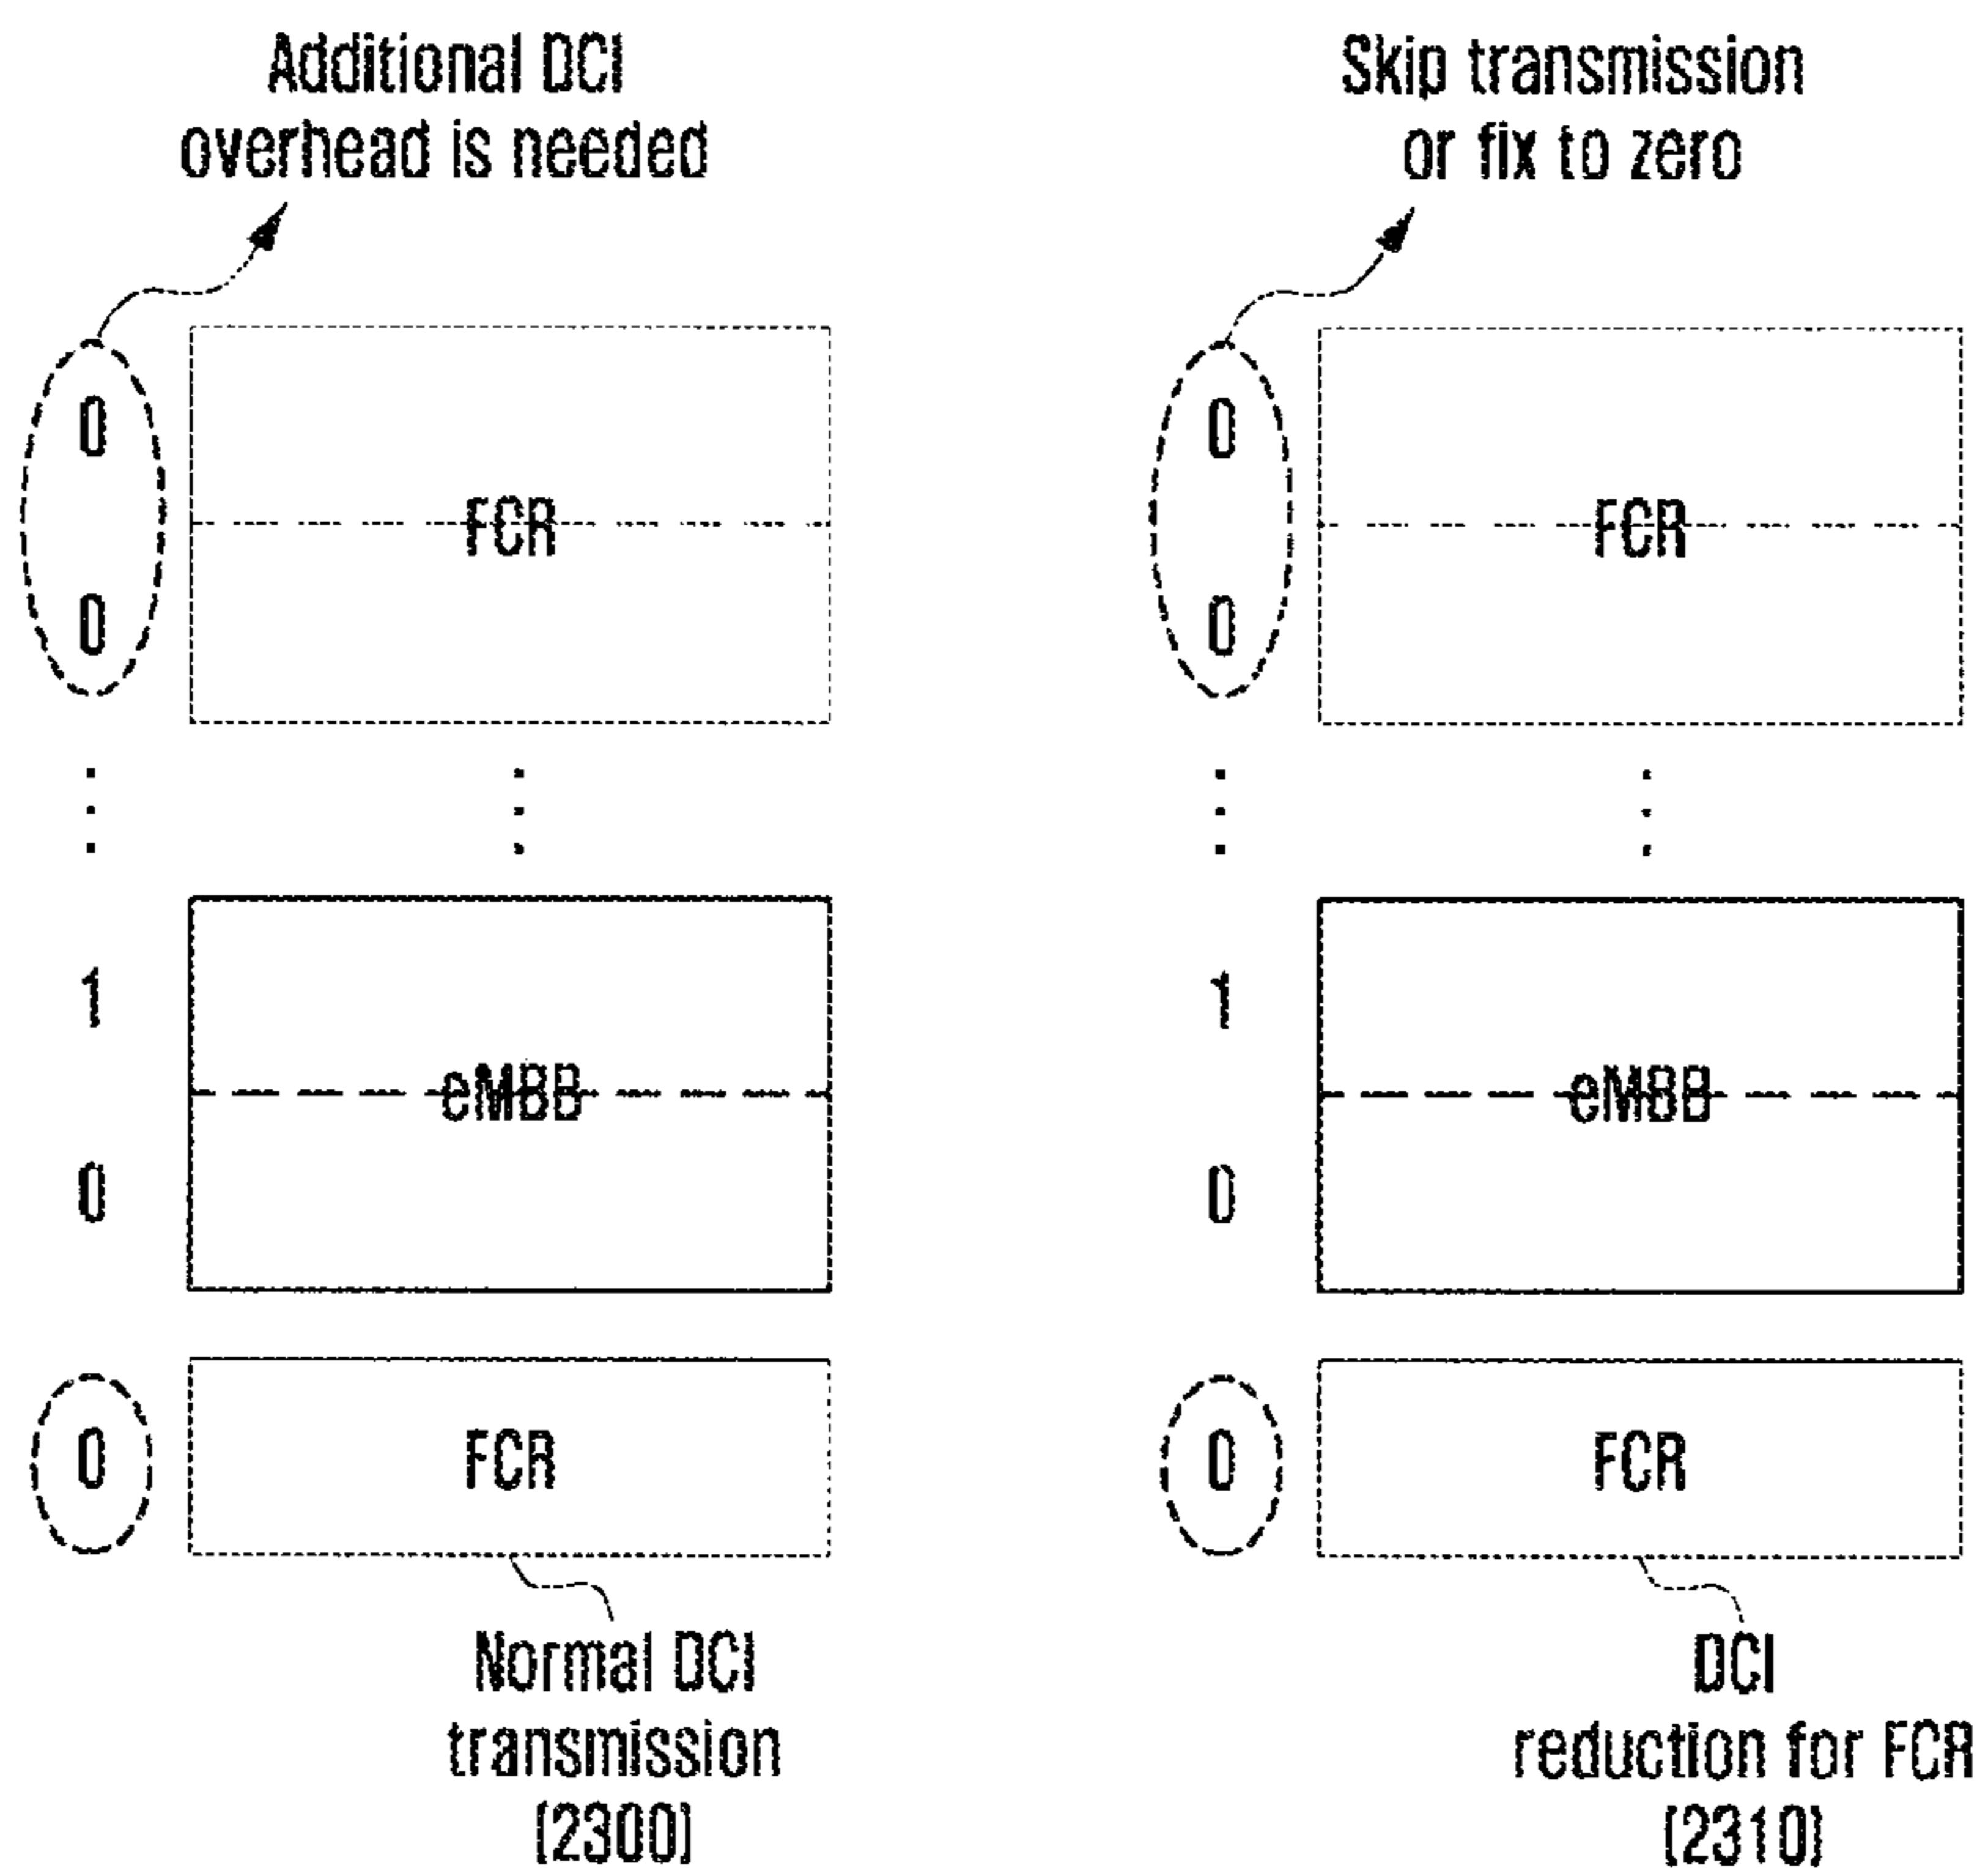 Additional DCI
overhead is needed
Skip transmission
or fix to zero
0
FCR
0
1
eMBB
0
0
FCR
Normal DCI
transmission
(2300)
0
FCR
0
1
eMBB
0
0
FCR
DCI
reduction for FCR
(2310)